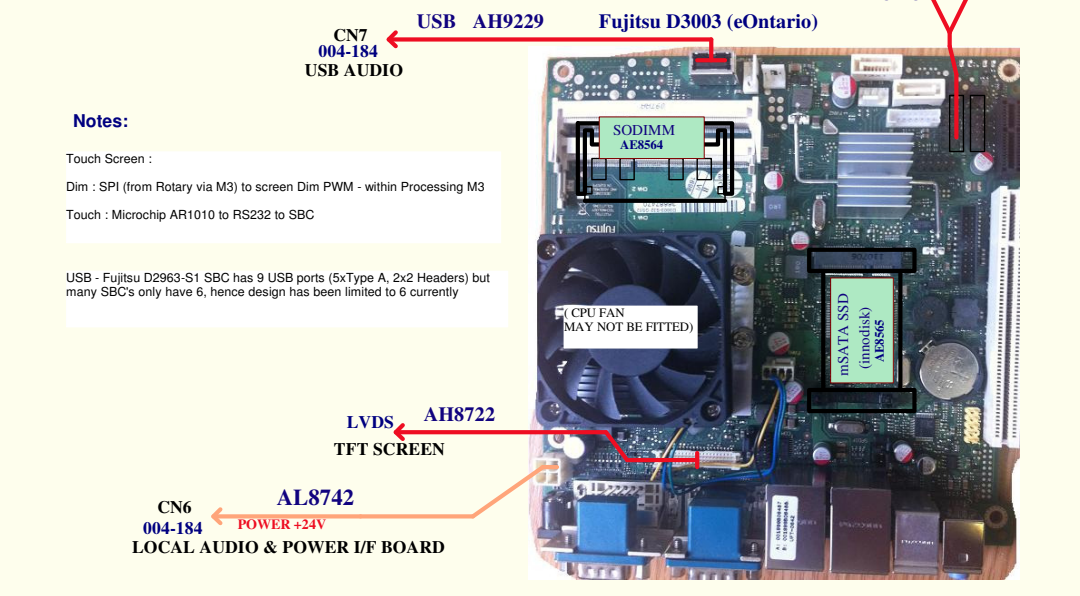 USB AH9229 Fujitsu D3003 (eOntario)
CN7
004-184
USB AUDIO
Notes:
Touch Screen :
Dim : SPI (from Rotary via M3) to screen Dim PWM - within Processing M3
Touch : Microchip AR1010 to RS232 to SBC
USB - Fujitsu D2963-S1 SBC has 9 USB ports (5xType A, 2x2 Headers) but
many SBC's only have 6, hence design has been limited to 6 currently
SODIMM
AE8564
FUJITSU
( CPU FAN
MAY NOT BE FITTED)
mSATA SSD
(innodisk)
AE8565
LVDS AH8722
TFT SCREEN
CN6
004-184
AL8742
POWER +24V
LOCAL AUDIO & POWER I/F BOARD